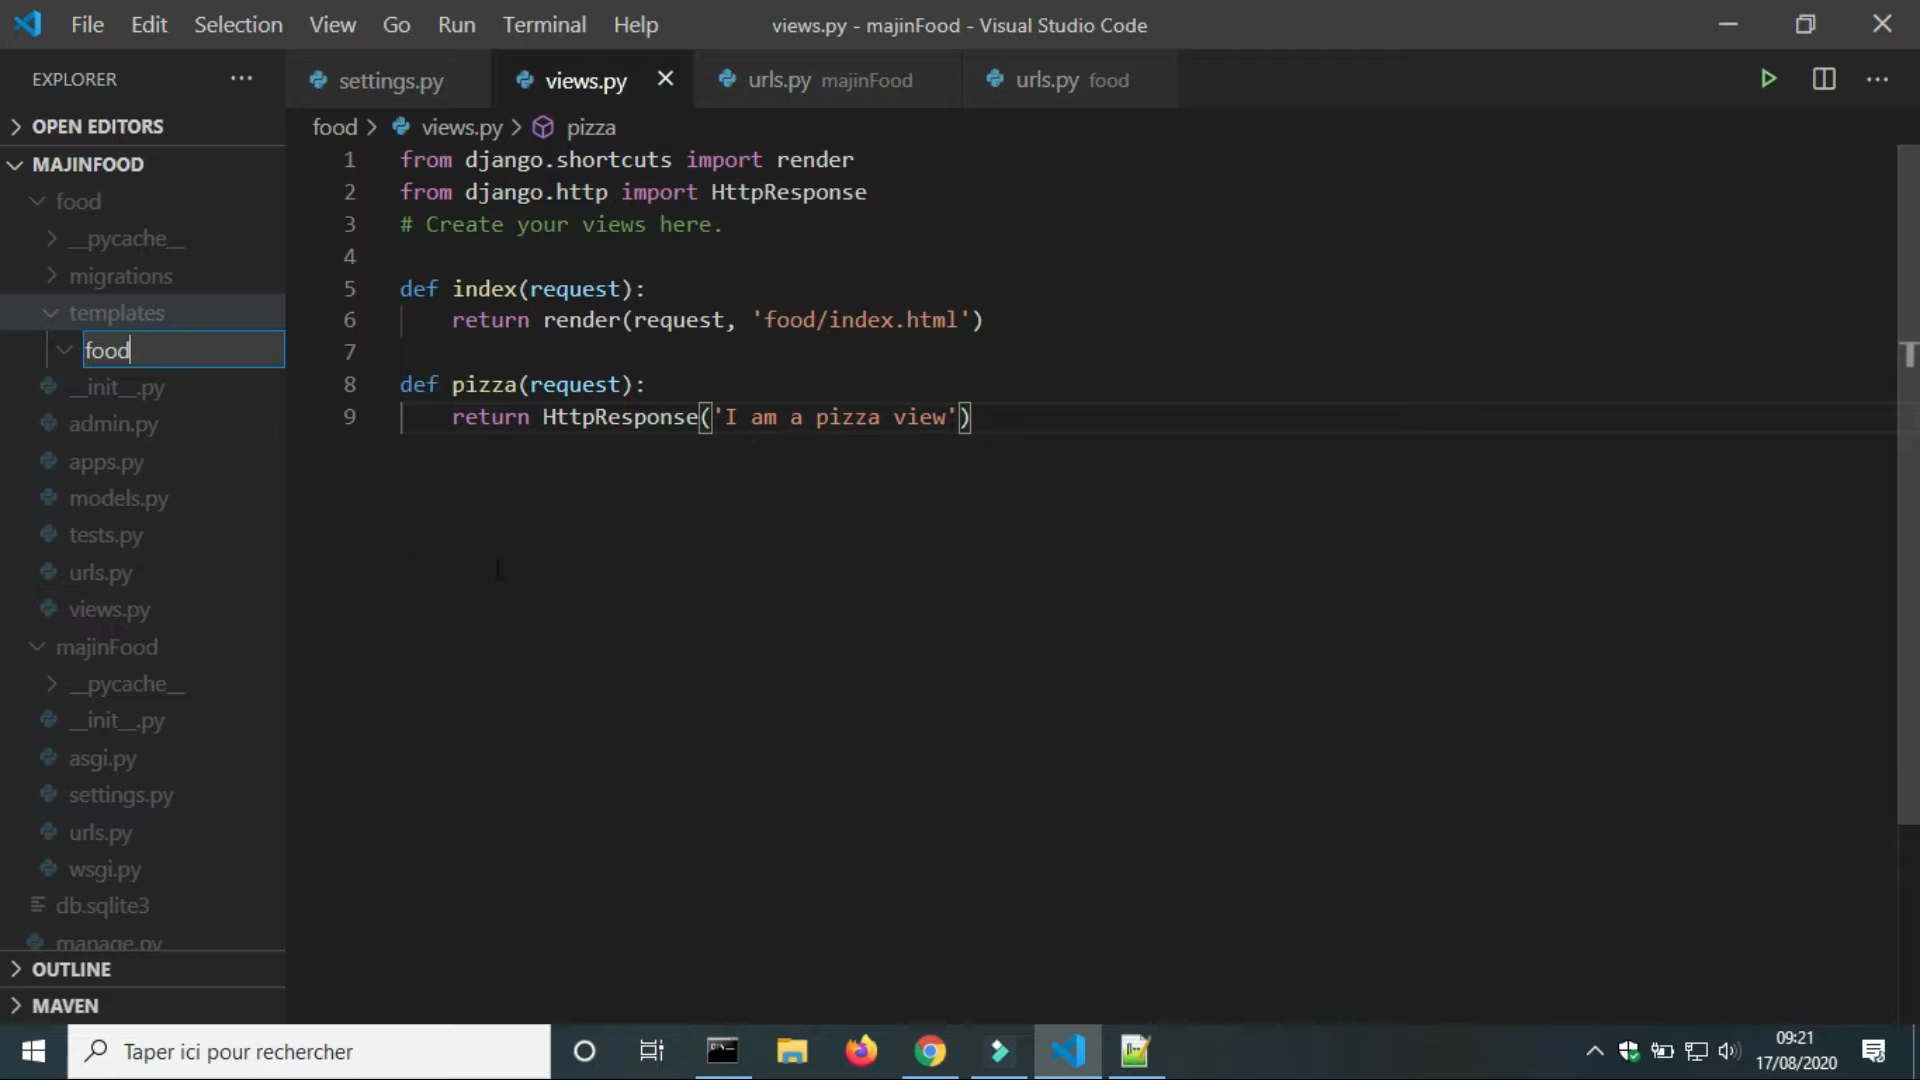 File Edit Selection View Go Run Terminal Help views.py - majinFood - Visual Studio Code
EXPLORER
settings.py
views.py
urls.py majinFood
urls.py food
OPEN EDITORS
MAJINFOOD
food
__pycache__
migrations
templates
food
__init__.py
admin.py
apps.py
models.py
tests.py
urls.py
views.py
majinFood
__pycache__
__init__.py
asgi.py
settings.py
urls.py
wsgi.py
db.sqlite3
manage.py
OUTLINE
MAVEN
food > views.py > pizza
1 from django.shortcuts import render
2 from django.http import HttpResponse
3 # Create your views here.
4
5 def index(request):
6 return render(request, 'food/index.html')
7
8 def pizza(request):
9 return HttpResponse('I am a pizza view')
Taper ici pour rechercher
09:21
17/08/2020